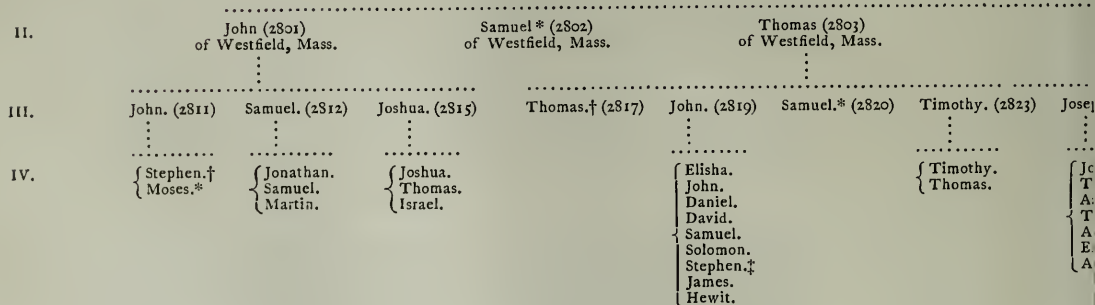 II. John (2801) Samuel * (2802) Thomas (2803)
of Westfield, Mass. of Westfield, Mass. of Westfield, Mass.
III. John. (2811) Samuel. (2812) Joshua. (2815) Thomas.† (2817) John. (2819) Samuel.* (2820) Timothy. (2823)
IV. Stephen.† Jonathan. Joshua. Elisha. Timothy.
Moses.* Samuel. Thomas. John. Thomas.
Martin. Israel. Daniel.
David.
Samuel.
Solomon.
Stephen.‡
James.
Hewit.